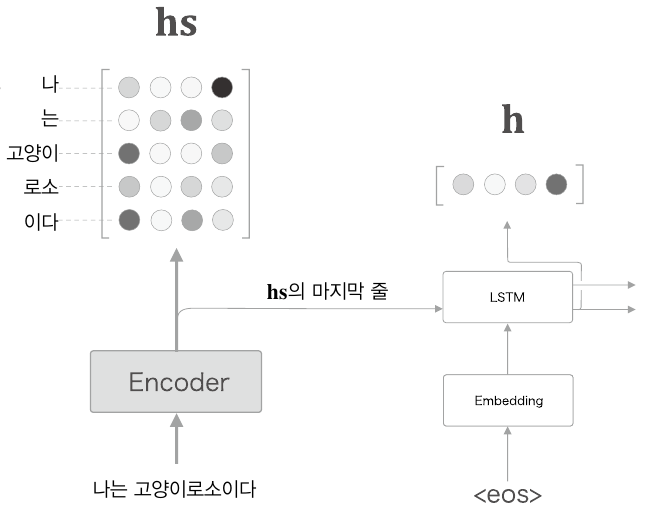 hs
나
는
고양이
로소
이다
h
hs의 마지막 줄
LSTM
Encoder
Embedding
나는 고양이로소이다
<eos>